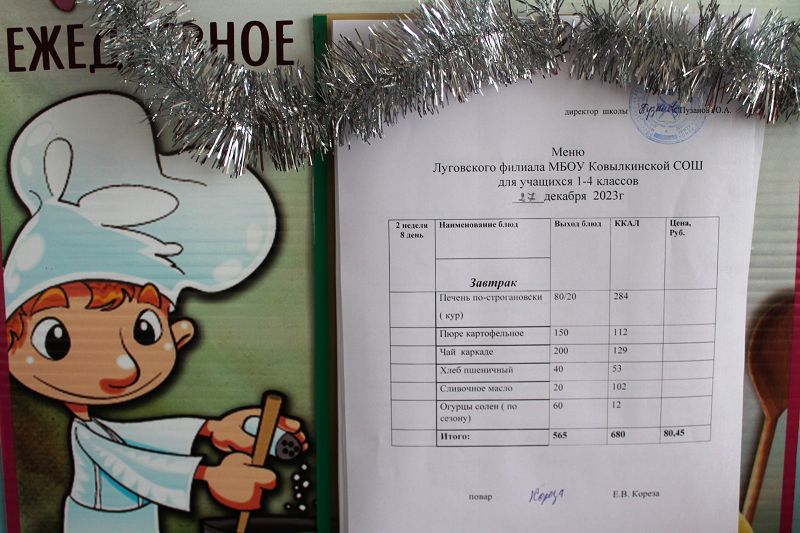 ЕЖЕДНЕВНОЕ
директор школы Пузанов Ю.А.
Меню
Луговского филиала МБОУ Ковылкинской СОШ
для учащихся 1-4 классов
27 декабря 2023г
2 неделя 8 день Наименование блюд Выход блюд ККАЛ Цена, Руб.
Завтрак
Печень по-строгановски ( кур) 80/20 284
Пюре картофельное 150 112
Чай каркаде 200 129
Хлеб пшеничный 40 53
Сливочное масло 20 102
Огурцы солен ( по сезону) 60 12
Итого: 565 680 80,45
повар Кореза Е.В. Кореза